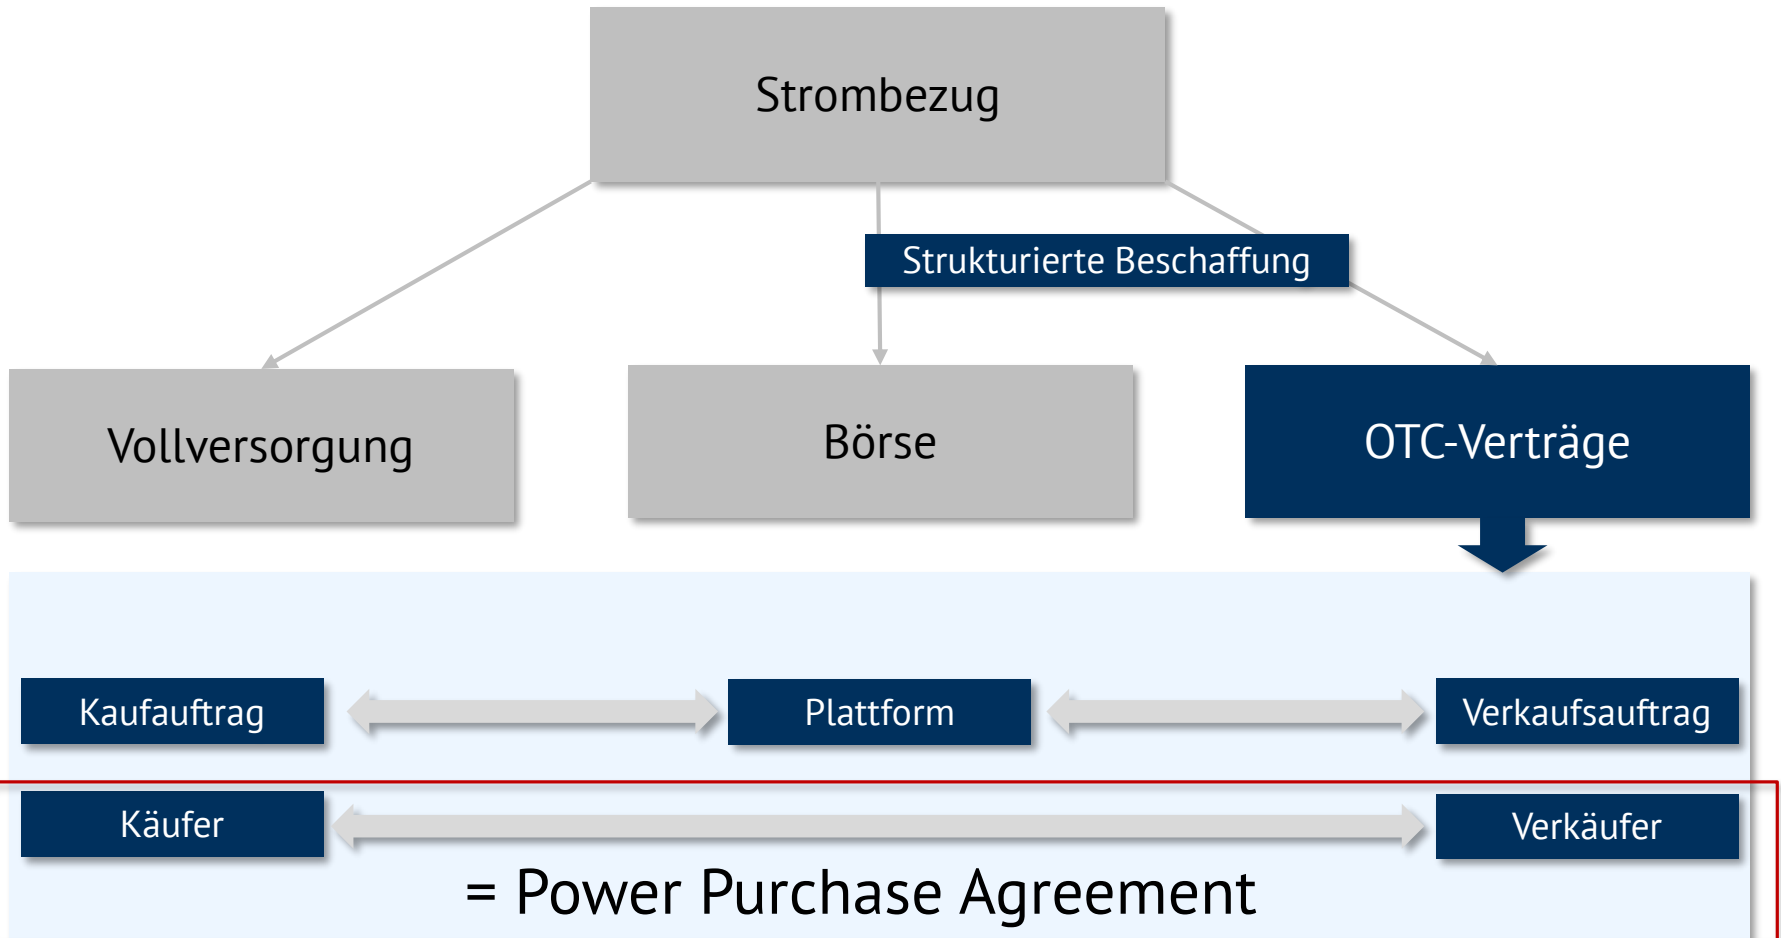 Strombezug
Strukturierte Beschaffung
Vollversorgung
Börse
OTC-Verträge
Kaufauftrag
Plattform
Verkaufsauftrag
Käufer
Verkäufer
= Power Purchase Agreement